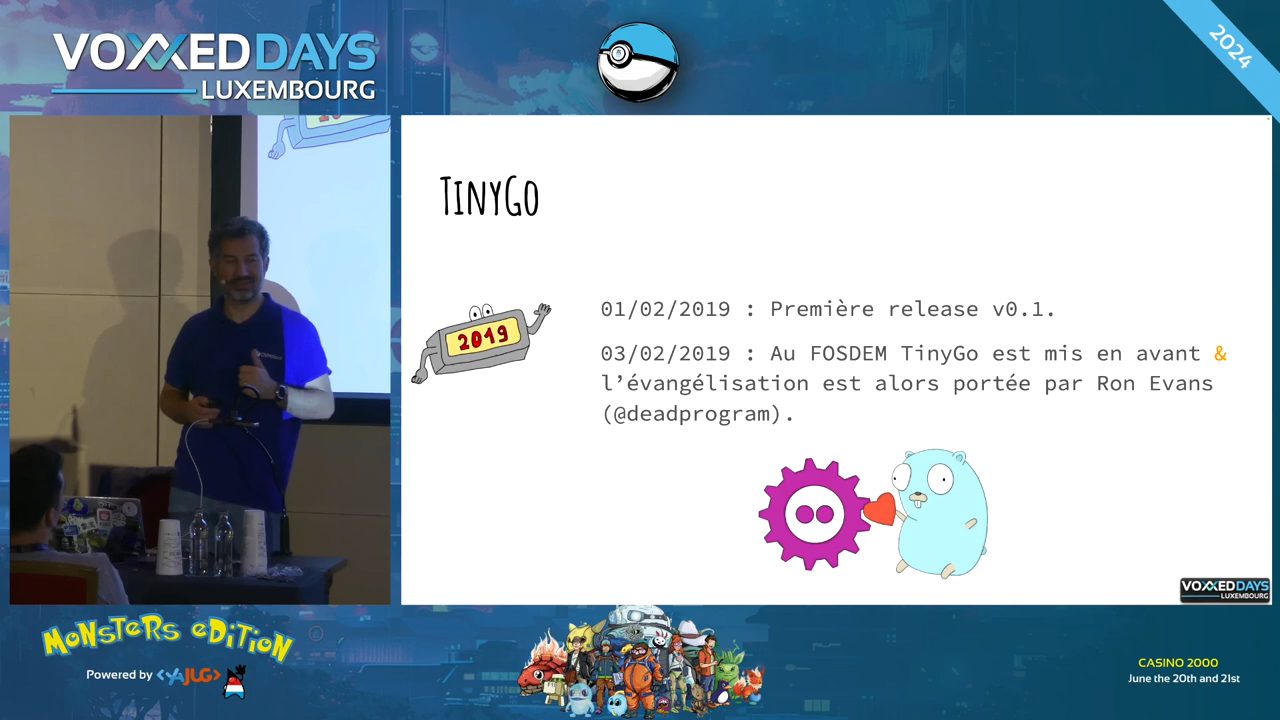 VOXXEDDAYS
LUXEMBOURG
2024
TinyGo
2019
01/02/2019 : Première release v0.1.
03/02/2019 : Au FOSDEM TinyGo est mis en avant &
l’évangélisation est alors portée par Ron Evans
(@deadprogram).
VOXXEDDAYS
LUXEMBOURG
MONSTERS EDITION
Powered by <YAJUG>
CASINO 2000
June the 20th and 21st